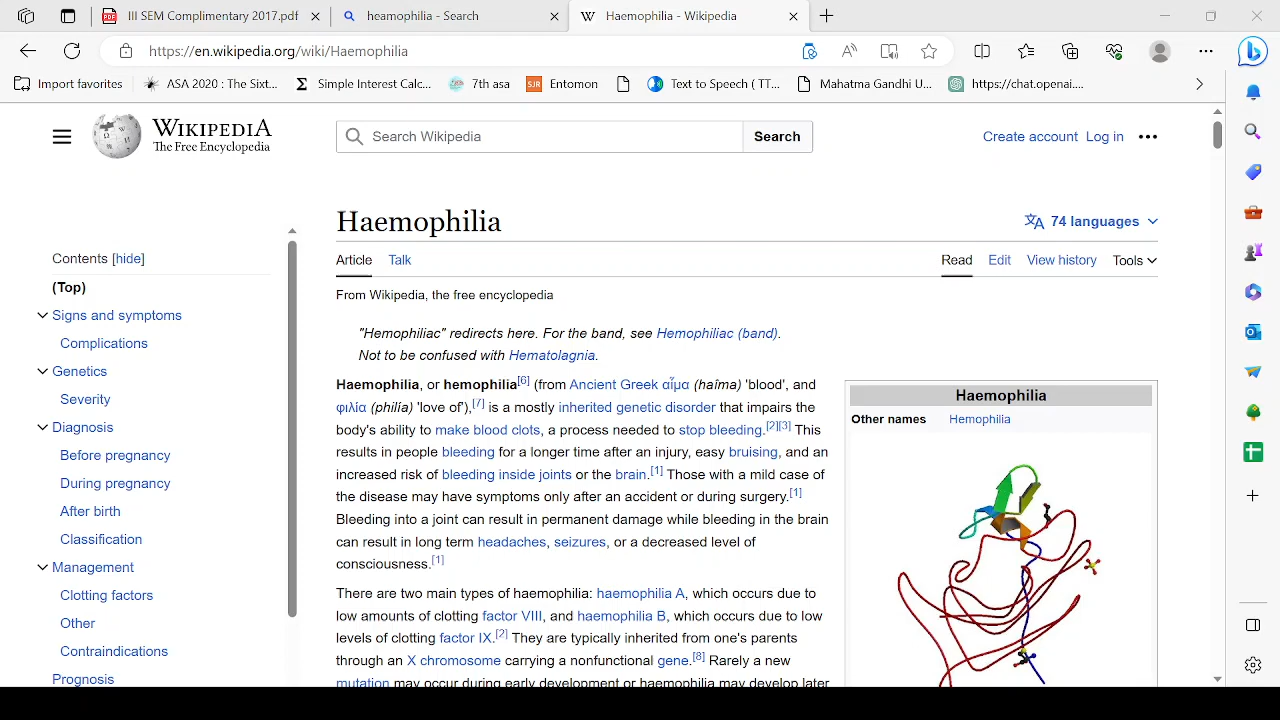 III SEM Complimentary 2017.pdf
heamophilia - Search
Haemophilia - Wikipedia
https://en.wikipedia.org/wiki/Haemophilia
Import favorites
ASA 2020 : The Sixt...
Simple Interest Calc...
7th asa
SJR Entomon
Text to Speech ( TT...
Mahatma Gandhi U...
https://chat.openai....
WIKIPEDIA
The Free Encyclopedia
Search Wikipedia
Search
Create account Log in
Haemophilia
74 languages
Article Talk
Read Edit View history Tools
From Wikipedia, the free encyclopedia
Contents [hide]
(Top)
Signs and symptoms
Complications
Genetics
Severity
Diagnosis
Before pregnancy
During pregnancy
After birth
Classification
Management
Clotting factors
Other
Contraindications
Prognosis
"Hemophiliac" redirects here. For the band, see Hemophiliac (band).
Not to be confused with Hematolagnia.
Haemophilia, or hemophilia[6] (from Ancient Greek αἷμα (haîma) 'blood', and
φιλία (philía) 'love of'),[7] is a mostly inherited genetic disorder that impairs the
body's ability to make blood clots, a process needed to stop bleeding.[2][3] This
results in people bleeding for a longer time after an injury, easy bruising, and an
increased risk of bleeding inside joints or the brain.[1] Those with a mild case of
the disease may have symptoms only after an accident or during surgery.[1]
Bleeding into a joint can result in permanent damage while bleeding in the brain
can result in long term headaches, seizures, or a decreased level of
consciousness.[1]
There are two main types of haemophilia: haemophilia A, which occurs due to
low amounts of clotting factor VIII, and haemophilia B, which occurs due to low
levels of clotting factor IX.[2] They are typically inherited from one's parents
through an X chromosome carrying a nonfunctional gene.[8] Rarely a new
mutation may occur during early development or haemophilia may develop later
Haemophilia
Other names Hemophilia